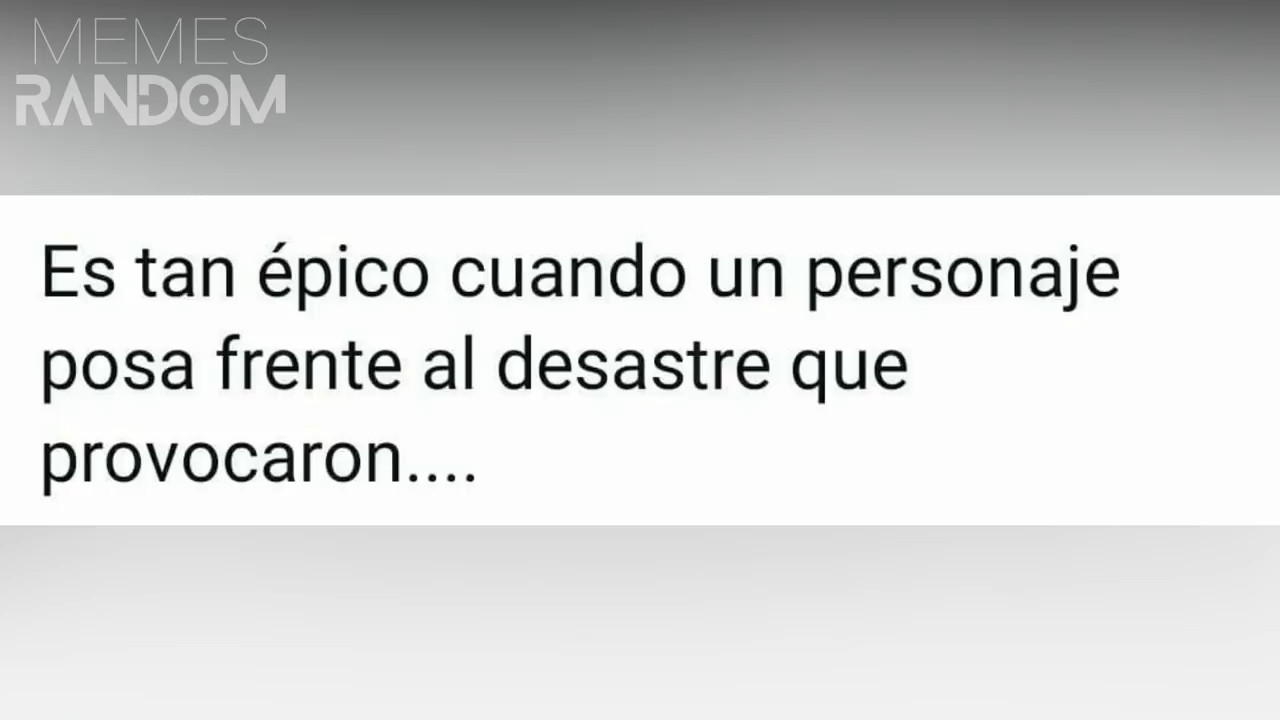 MEMES
RANDOM
Es tan épico cuando un personaje
posa frente al desastre que
provocaron....